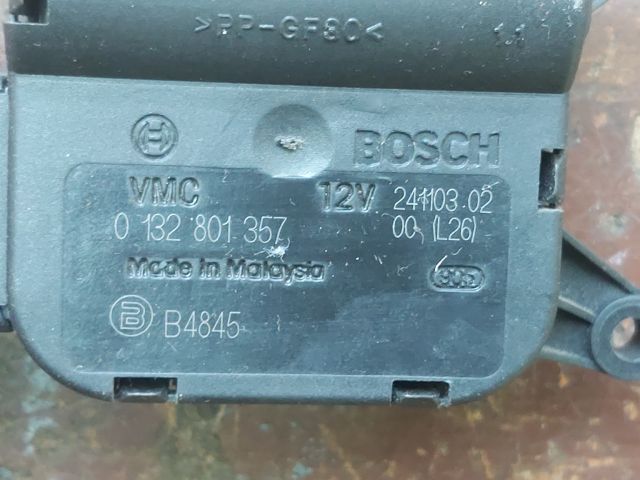 >PP-GF30< 1.1
BOSCH
VMC 12V 241103.02
0 132 801 357 00 (L26)
Made in Malaysia
B B4845